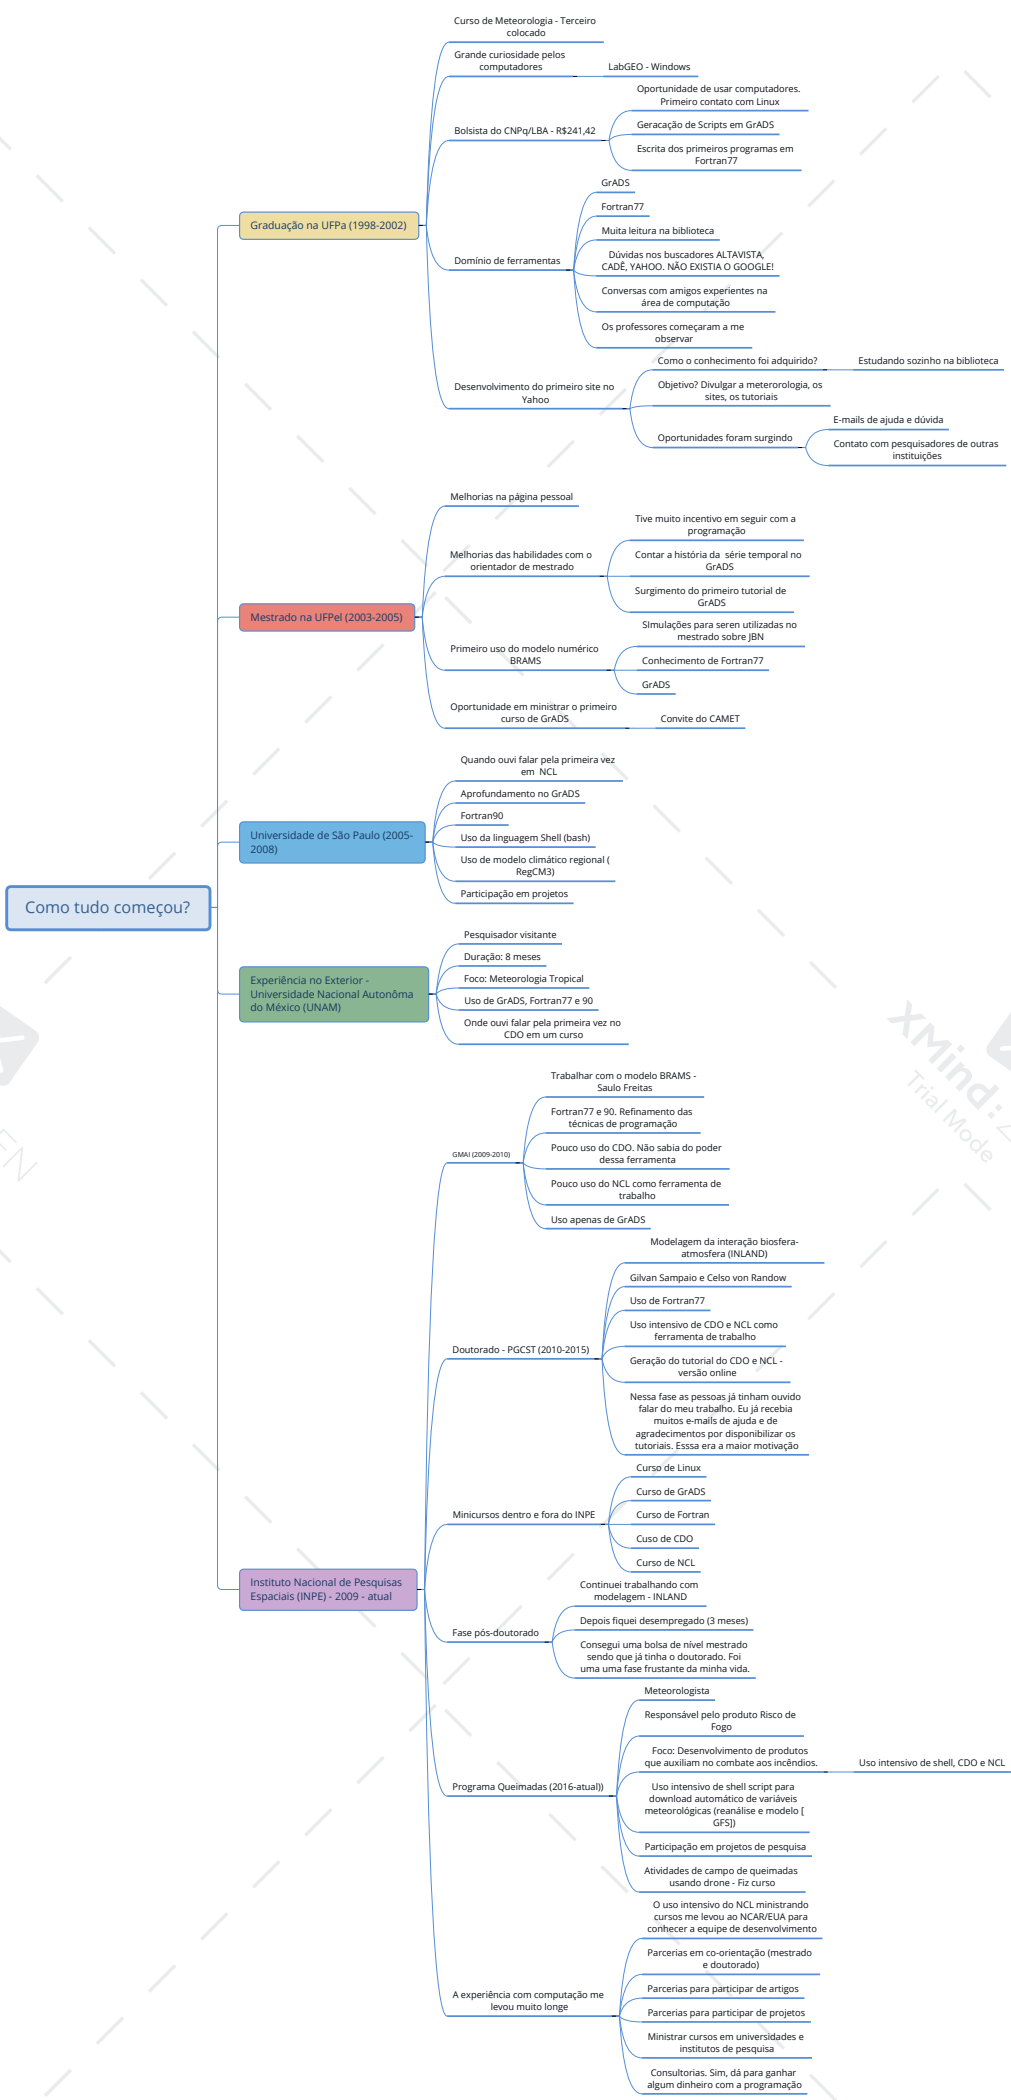 Como tudo começou?
Graduação na UFPa (1998-2002)
Curso de Meteorologia - Terceiro
colocado
Grande curiosidade pelos
computadores
LabGEO - Windows
Bolsista do CNPq/LBA - R$241,42
Oportunidade de usar computadores.
Primeiro contato com Linux
Geracação de Scripts em GrADS
Escrita dos primeiros programas em
Fortran77
Domínio de ferramentas
GrADS
Fortran77
Muita leitura na biblioteca
Dúvidas nos buscadores ALTAVISTA,
CADÊ, YAHOO. NÃO EXISTIA O GOOGLE!
Conversas com amigos experientes na
área de computação
Os professores começaram a me
observar
Desenvolvimento do primeiro site no
Yahoo
Como o conhecimento foi adquirido?
Estudando sozinho na biblioteca
Objetivo? Divulgar a meterorologia, os
sites, os tutoriais
Oportunidades foram surgindo
E-mails de ajuda e dúvida
Contato com pesquisadores de outras
instituições
Mestrado na UFPel (2003-2005)
Melhorias na página pessoal
Melhorias das habilidades com o
orientador de mestrado
Tive muito incentivo em seguir com a
programação
Contar a história da  série temporal no
GrADS
Surgimento do primeiro tutorial de
GrADS
Primeiro uso do modelo numérico
BRAMS
SImulações para seren utilizadas no
mestrado sobre JBN
Conhecimento de Fortran77
GrADS
Oportunidade em ministrar o primeiro
curso de GrADS
Convite do CAMET
Universidade de São Paulo (2005-
2008)
Quando ouvi falar pela primeira vez
em  NCL
Aprofundamento no GrADS
Fortran90
Uso da linguagem Shell (bash)
Uso de modelo climático regional (
RegCM3)
Participação em projetos
Experiência no Exterior -
Universidade Nacional Autonôma
do México (UNAM)
Pesquisador visitante
Duração: 8 meses
Foco: Meteorologia Tropical
Uso de GrADS, Fortran77 e 90
Onde ouvi falar pela primeira vez no
CDO em um curso
Instituto Nacional de Pesquisas
Espaciais (INPE) - 2009 - atual
GMAI (2009-2010)
Trabalhar com o modelo BRAMS -
Saulo Freitas
Fortran77 e 90. Refinamento das
técnicas de programação
Pouco uso do CDO. Não sabia do poder
dessa ferramenta
Pouco uso do NCL como ferramenta de
trabalho
Uso apenas de GrADS
Doutorado - PGCST (2010-2015)
Modelagem da interação biosfera-
atmosfera (INLAND)
Gilvan Sampaio e Celso von Randow
Uso de Fortran77
Uso intensivo de CDO e NCL como
ferramenta de trabalho
Geração do tutorial do CDO e NCL -
versão online
Nessa fase as pessoas já tinham ouvido
falar do meu trabalho. Eu já recebia
muitos e-mails de ajuda e de
agradecimentos por disponibilizar os
tutoriais. Esssa era a maior motivação
Minicursos dentro e fora do INPE
Curso de Linux
Curso de GrADS
Curso de Fortran
Cuso de CDO
Curso de NCL
Fase pós-doutorado
Continuei trabalhando com
modelagem - INLAND
Depois fiquei desempregado (3 meses)
Consegui uma bolsa de nível mestrado
sendo que já tinha o doutorado. Foi
uma uma fase frustante da minha vida.
Programa Queimadas (2016-atual))
Meteorologista
Responsável pelo produto Risco de
Fogo
Foco: Desenvolvimento de produtos
que auxiliam no combate aos incêndios.
Uso intensivo de shell, CDO e NCL
Uso intensivo de shell script para
download automático de variáveis
meteorológicas (reanálise e modelo [
GFS])
Participação em projetos de pesquisa
Atividades de campo de queimadas
usando drone - Fiz curso
A experiência com computação me
levou muito longe
O uso intensivo do NCL ministrando
cursos me levou ao NCAR/EUA para
conhecer a equipe de desenvolvimento
Parcerias em co-orientação (mestrado
e doutorado)
Parcerias para participar de artigos
Parcerias para participar de projetos
Ministrar cursos em universidades e
institutos de pesquisa
Consultorias. Sim, dá para ganhar
algum dinheiro com a programação
XMind:
Trial Mode